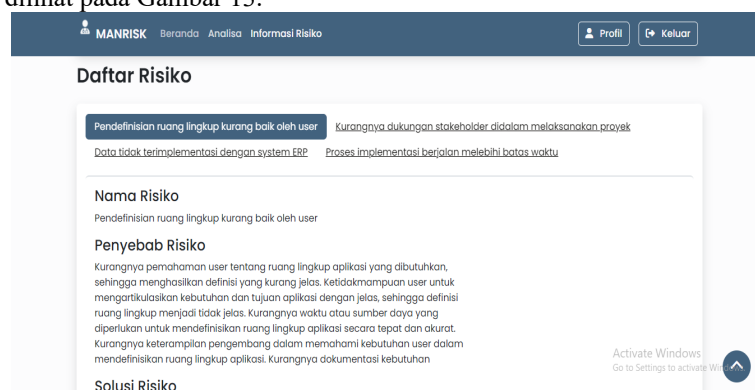 dilihat pada Gambar 13.
MANRISK Beranda Analisa Informasi Risiko Profil Keluar
Daftar Risiko
Pendefinisian ruang lingkup kurang baik oleh user Kurangnya dukungan stakeholder didalam melaksanakan proyek
Data tidak terimplementasi dengan system ERP Proses implementasi berjalan melebihi batas waktu
Nama Risiko
Pendefinisian ruang lingkup kurang baik oleh user
Penyebab Risiko
Kurangnya pemahaman user tentang ruang lingkup aplikasi yang dibutuhkan,
sehingga menghasilkan definisi yang kurang jelas. Ketidakmampuan user untuk
mengartikulasikan kebutuhan dan tujuan aplikasi dengan jelas, sehingga definisi
ruang lingkup menjadi tidak jelas. Kurangnya waktu atau sumber daya yang
diperlukan untuk mendefinisikan ruang lingkup aplikasi secara tepat dan akurat.
Kurangnya keterampilan pengembang dalam memahami kebutuhan user dalam
mendefinisikan ruang lingkup aplikasi. Kurangnya dokumentasi kebutuhan
Activate Windows
Go to Settings to activate Windows.
Solusi Risiko